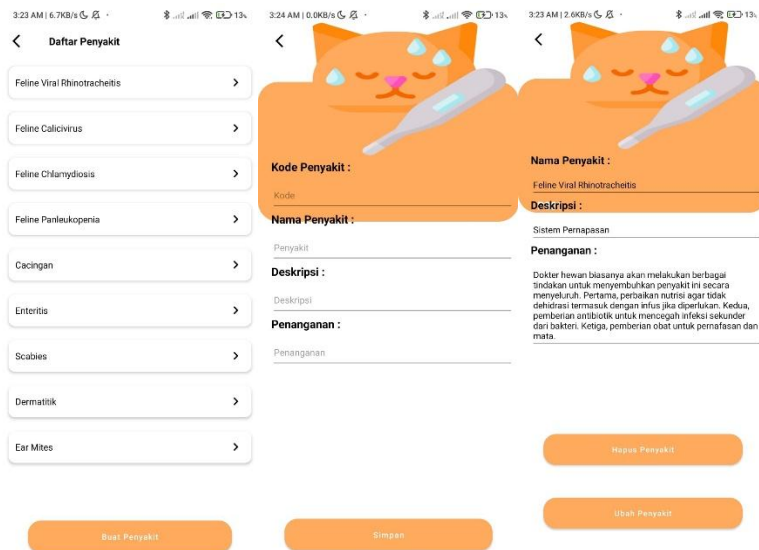 3:23 AM | 6.7KB/s
13%
Daftar Penyakit
Feline Viral Rhinotracheitis
Feline Calicivirus
Feline Chlamydiosis
Feline Panleukopenia
Cacingan
Enteritis
Scabies
Dermatitik
Ear Mites
Buat Penyakit
3:24 AM | 0.0KB/s
13%
Kode Penyakit :
Kode
Nama Penyakit :
Penyakit
Deskripsi :
Deskripsi
Penanganan :
Penanganan
Simpan
3:23 AM | 2.6KB/s
13%
Nama Penyakit :
Feline Viral Rhinotracheitis
Deskripsi :
Sistem Pernapasan
Penanganan :
Dokter hewan biasanya akan melakukan berbagai
tindakan untuk menyembuhkan penyakit ini secara
menyeluruh. Pertama, perbaikan nutrisi agar tidak
dehidrasi termasuk dengan infus jika diperlukan. Kedua,
pemberian antibiotik untuk mencegah infeksi sekunder
dari bakteri. Ketiga, pemberian obat untuk pernafasan dan
mata.
Hapus Penyakit
Ubah Penyakit